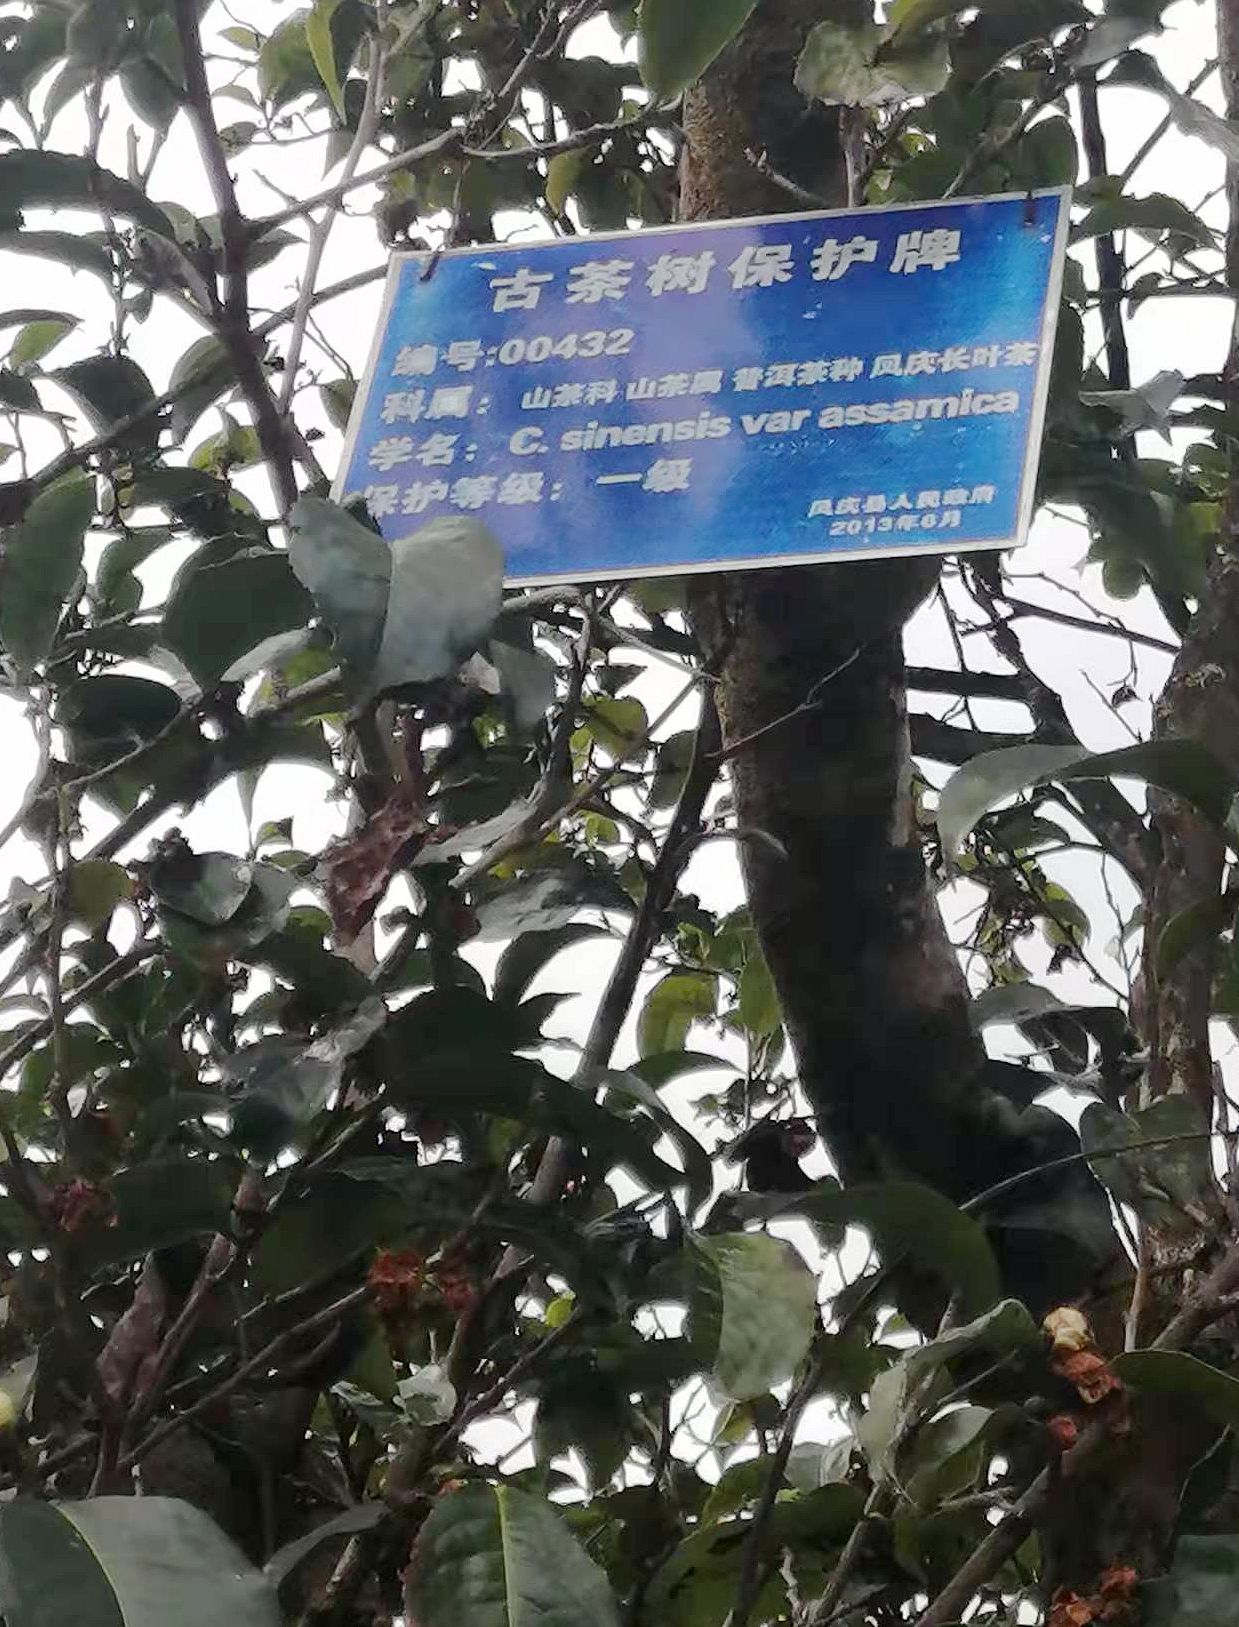 古茶树保护牌
编号:00432
科属： 山茶科 山茶属 普洱茶种 凤庆长叶茶
学名： C. sinensis var assamica
保护等级： 一级
凤庆县人民政府
2013年6月